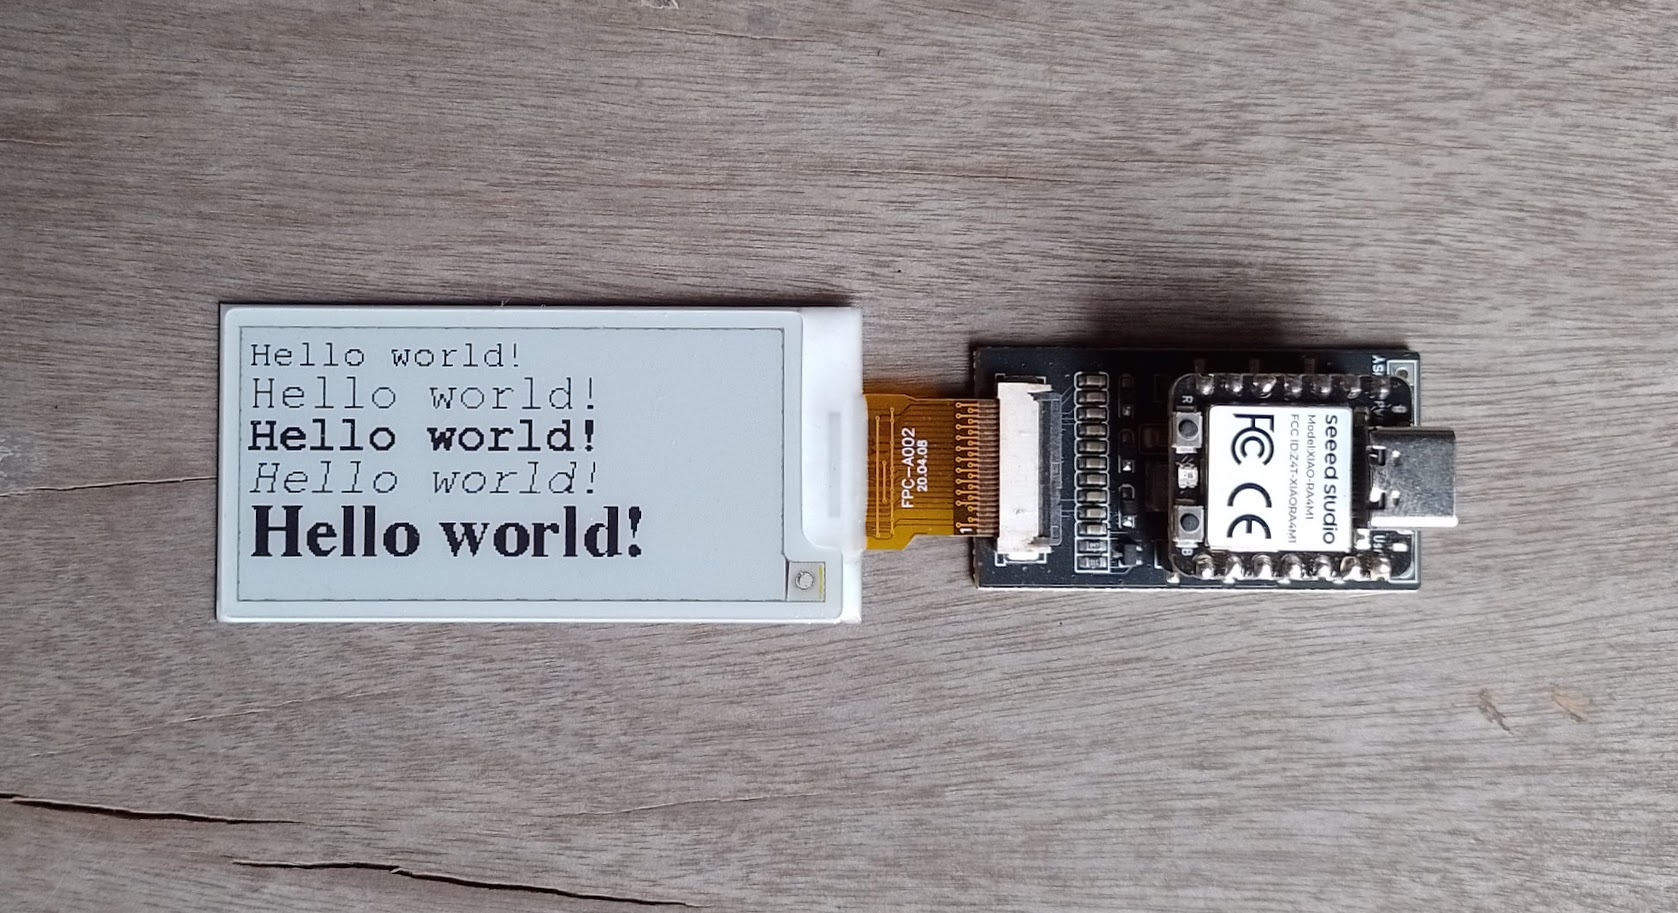 Hello world!
Hello world!
Hello world!
Hello world!
Hello world!
FPC-A002
20.04.08
1
R
B
seeed studio
Model:XIAO-RA4M1
FCC ID:Z4T-XIAORA4M1
FC CE